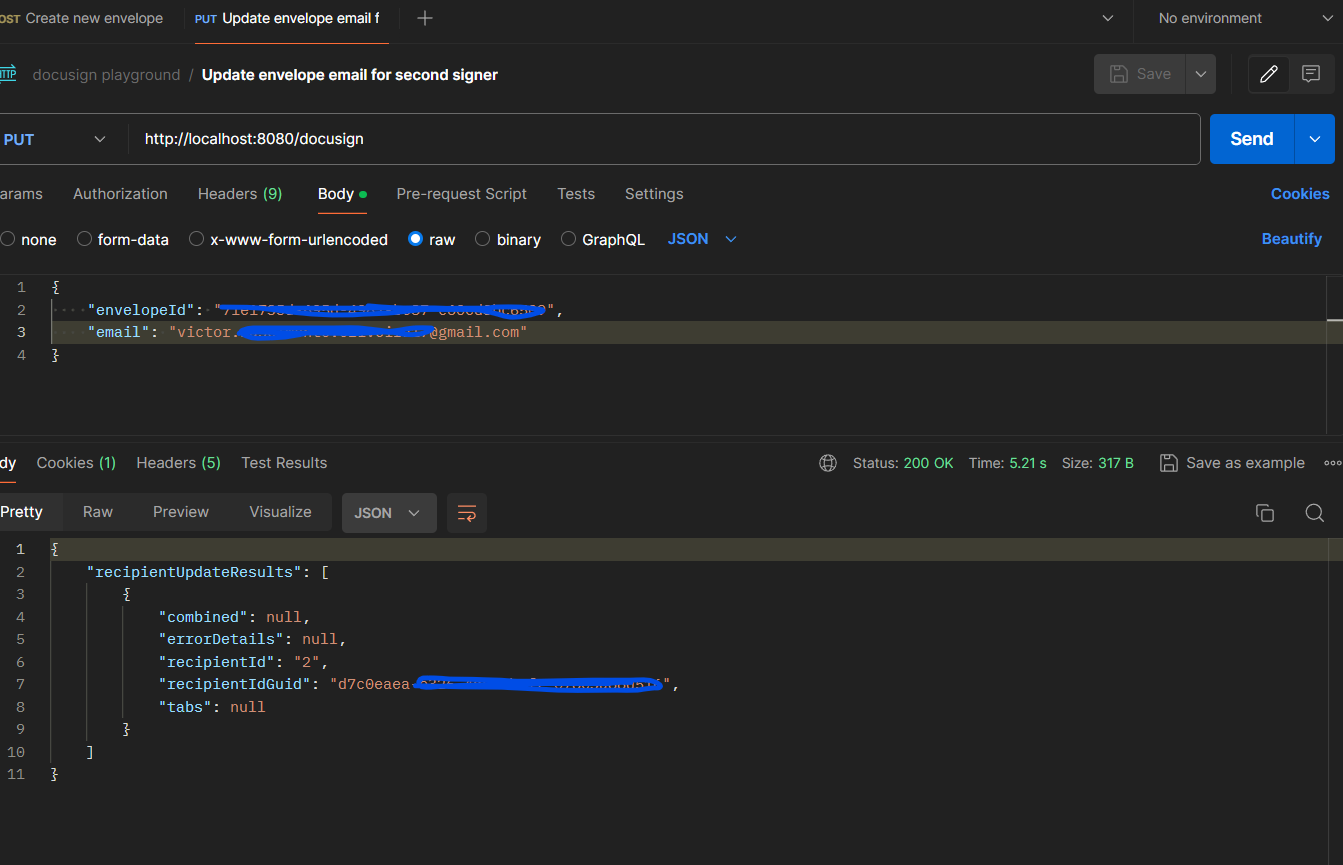 OST Create new envelope PUT Update envelope email f No environment
HTTP docusign playground / Update envelope email for second signer Save
PUT http://localhost:8080/docusign Send
arams Authorization Headers (9) Body Pre-request Script Tests Settings Cookies
none form-data x-www-form-urlencoded raw binary GraphQL JSON Beautify
1 {
2 "envelopeId": "",
3 "email": "victor.@gmail.com"
4 }
dy Cookies (1) Headers (5) Test Results Status: 200 OK Time: 5.21 s Size: 317 B Save as example
Pretty Raw Preview Visualize JSON
1 {
2 "recipientUpdateResults": [
3 {
4 "combined": null,
5 "errorDetails": null,
6 "recipientId": "2",
7 "recipientIdGuid": "d7c0eaea-",
8 "tabs": null
9 }
10 ]
11 }